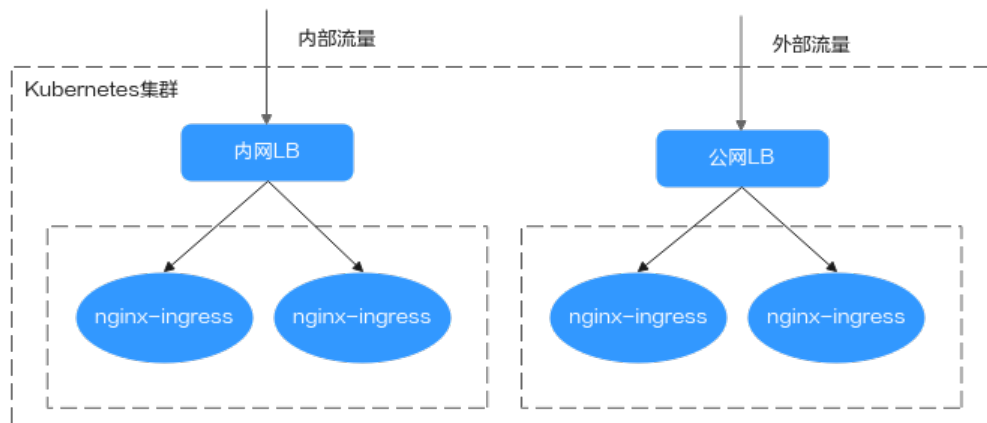 内部流量
外部流量
Kubernetes集群
内网LB
公网LB
nginx-ingress
nginx-ingress
nginx-ingress
nginx-ingress